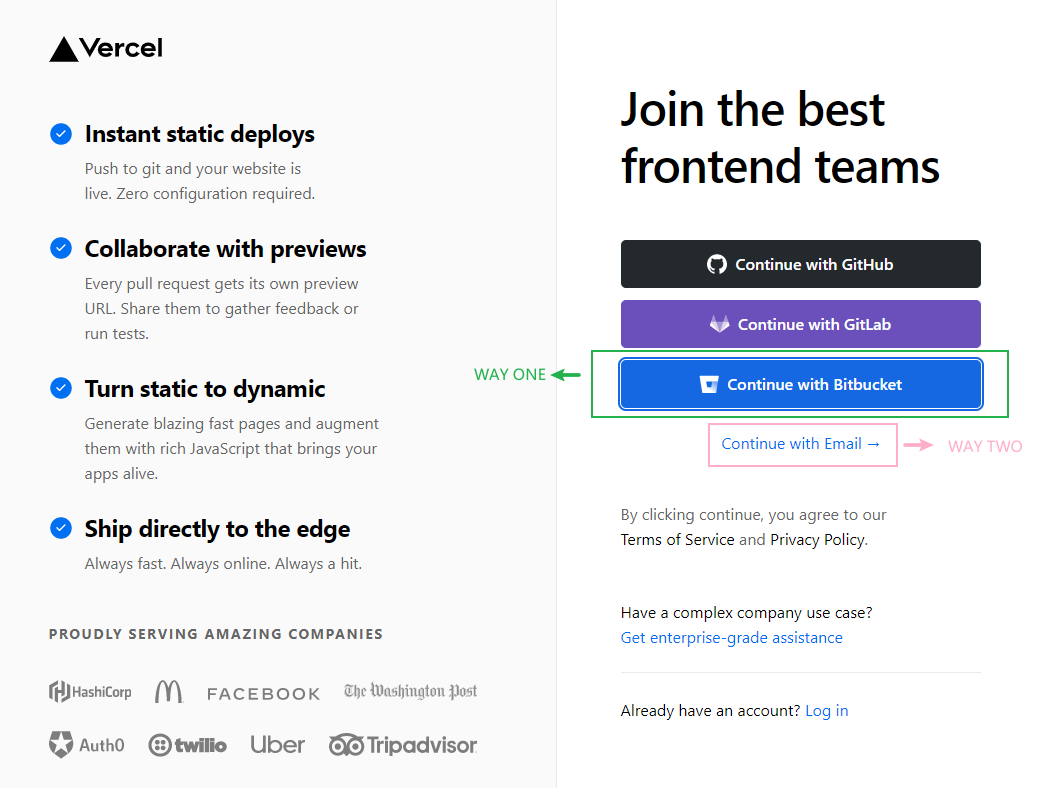 Vercel
Instant static deploys
Push to git and your website is
live. Zero configuration required.
Collaborate with previews
Every pull request gets its own preview
URL. Share them to gather feedback or
run tests.
Turn static to dynamic
Generate blazing fast pages and augment
them with rich JavaScript that brings your
apps alive.
Ship directly to the edge
Always fast. Always online. Always a hit.
PROUDLY SERVING AMAZING COMPANIES
HashiCorp FACEBOOK The Washington Post
Auth0 twilio Uber Tripadvisor
Join the best
frontend teams
Continue with GitHub
Continue with GitLab
WAY ONE
Continue with Bitbucket
Continue with Email →
WAY TWO
By clicking continue, you agree to our
Terms of Service and Privacy Policy.
Have a complex company use case?
Get enterprise-grade assistance
Already have an account? Log in